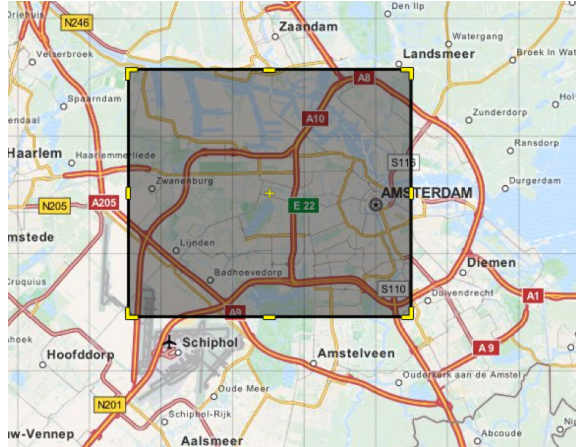 Den Ilp
N246
Zaandam
Watergang
Velserbroek
Landsmeer
Broek In Wat
A8
Spaarndam
Zunderdorp
A10
Ransdorp
Haarlem
Haarlemmerliede
S116
Zwanenburg
AMSTERDAM
Durgerdam
A205
N205
E 22
mstede
Lijnden
Diemen
Badhoevedorp
Cruquius
S110
Duivendrecht
A1
A9
hoek
Schiphol
A 9
Hoofddorp
Amstelveen
Ouderkerk aan de Amstel
Oude Meer
N201
Schiphol-Rijk
uw-Vennep
Aalsmeer
Abcoude